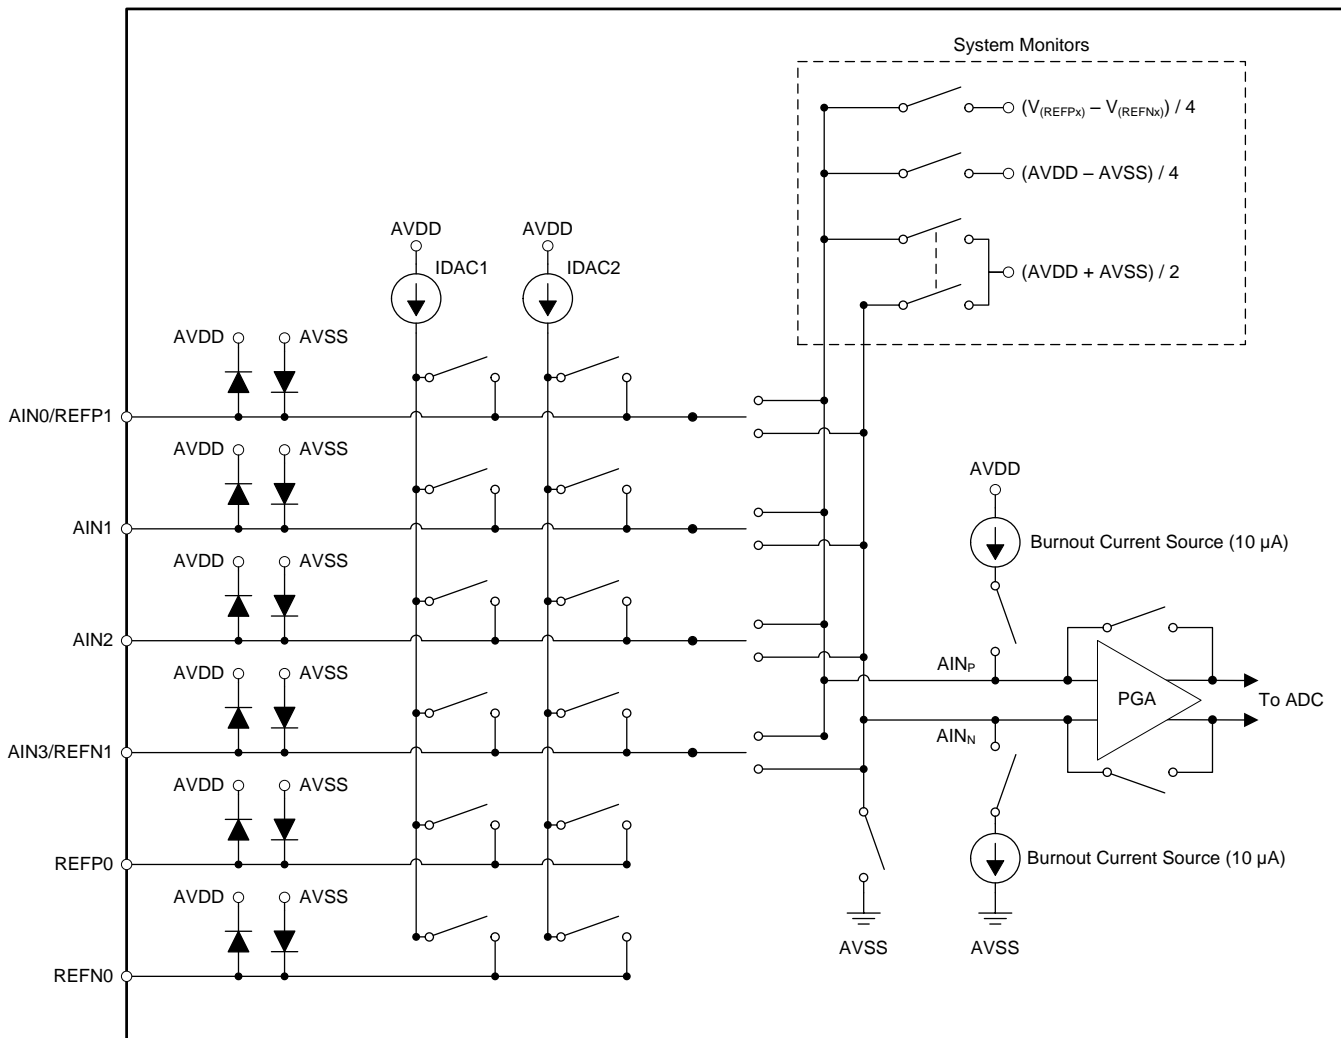 System Monitors
(V(REFPx) – V(REFNx)) / 4
(AVDD – AVSS) / 4
(AVDD + AVSS) / 2
AVDD
AVDD
IDAC1
IDAC2
AVDD
AVSS
AIN0/REFP1
AVDD
AVSS
AIN1
AVDD
AVSS
AIN2
AVDD
AVSS
AIN3/REFN1
AVDD
AVSS
REFP0
AVDD
AVSS
REFN0
AVDD
Burnout Current Source (10 µA)
AINP
PGA
To ADC
AINN
Burnout Current Source (10 µA)
AVSS
AVSS